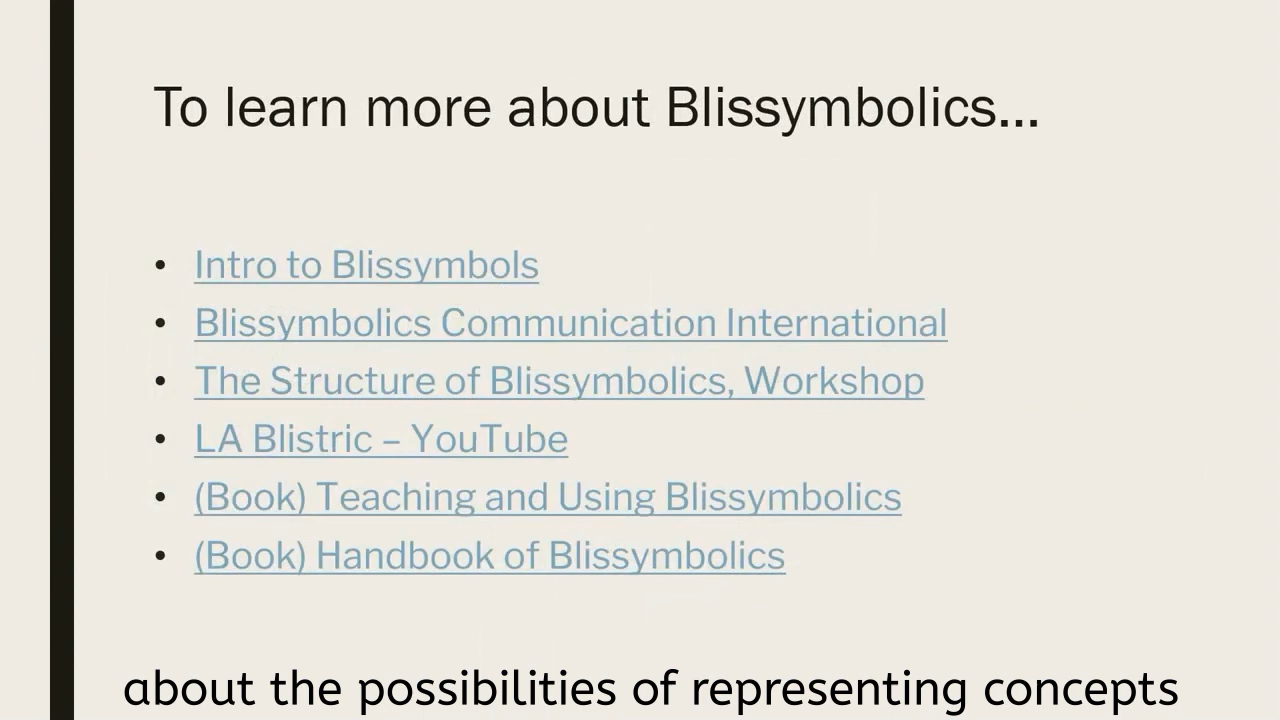 To learn more about Blissymbolics...
• Intro to Blissymbols
• Blissymbolics Communication International
• The Structure of Blissymbolics, Workshop
• LA Blistric – YouTube
• (Book) Teaching and Using Blissymbolics
• (Book) Handbook of Blissymbolics
about the possibilities of representing concepts